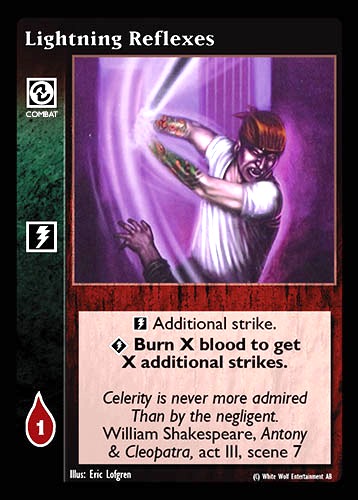 Lightning Reflexes
COMBAT
Additional strike.
Burn X blood to get
X additional strikes.
Celerity is never more admired
Than by the negligent.
William Shakespeare, Antony
& Cleopatra, act III, scene 7
1
Illus: Eric Lofgren
(C) White Wolf Entertainment AB